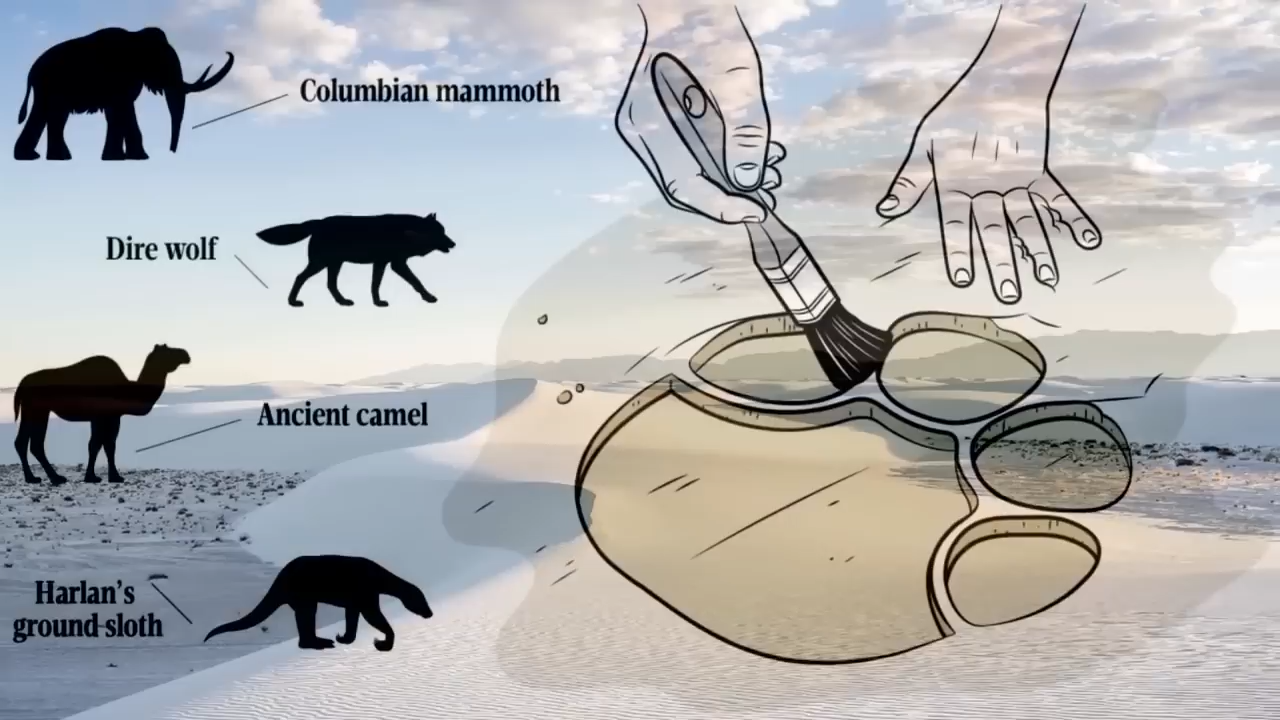 Columbian mammoth
Dire wolf
Ancient camel
Harlan's
ground sloth